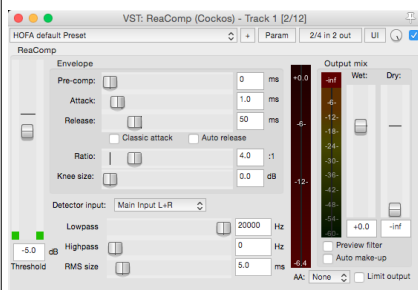 VST: ReaComp (Cockos) - Track 1 [2/12]
HOFA default Preset + Param 2/4 in 2 out UI
ReaComp
Envelope
Pre-comp: 0 ms
Attack: 1.0 ms
Release: 50 ms
Classic attack Auto release
Ratio: 4.0 :1
Knee size: 0.0 dB
Detector input: Main Input L+R
Lowpass 20000 Hz
Highpass 0 Hz
RMS size 5.0 ms
-5.0 dB
Threshold
+0.0
-6-
-12-
-6.4
AA: None Limit output
Output mix
-inf Wet: Dry:
-6-
-12-
-18-
-24-
-30-
-36-
-42-
-48-
-54-
-60-
+0.0 -inf
Preview filter
Auto make-up